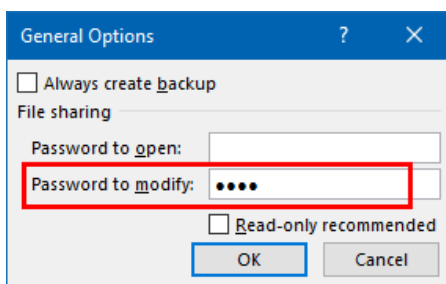 General Options ? ×
Always create backup
File sharing
Password to open:
Password to modify: ••••
Read-only recommended
OK Cancel